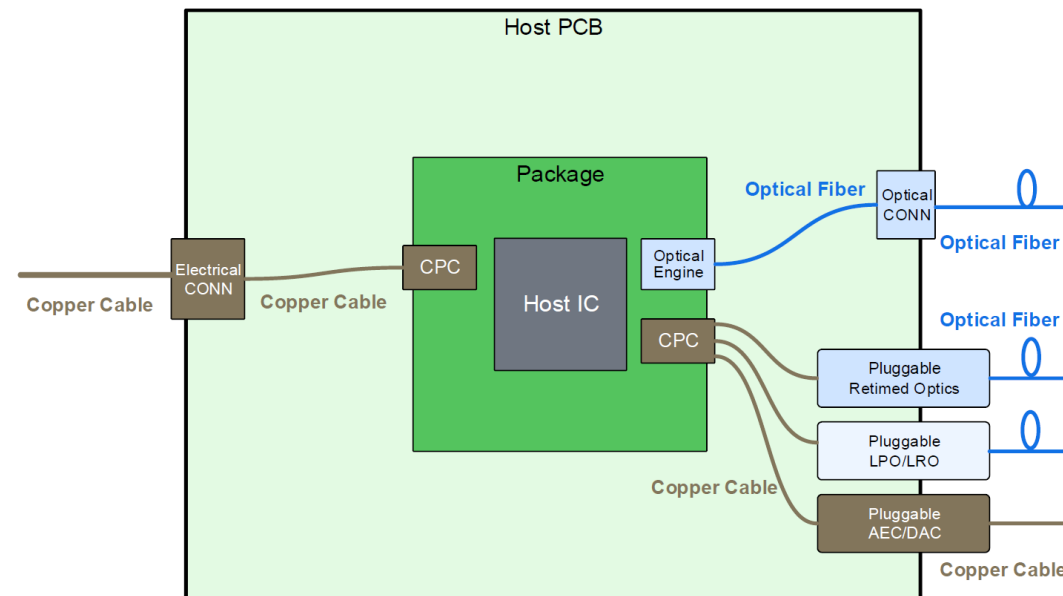 Host PCB
Package
Optical Fiber
Optical
CONN
Optical Fiber
Electrical
CONN
CPC
Optical
Engine
Copper Cable
Copper Cable
Host IC
CPC
Optical Fiber
Pluggable
Retimed Optics
Pluggable
LPO/LRO
Copper Cable
Pluggable
AEC/DAC
Copper Cable